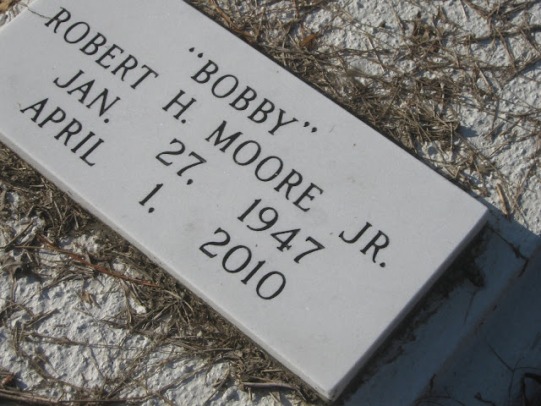 "BOBBY"
ROBERT H. MOORE JR.
JAN. 27. 1947
APRIL 1. 2010